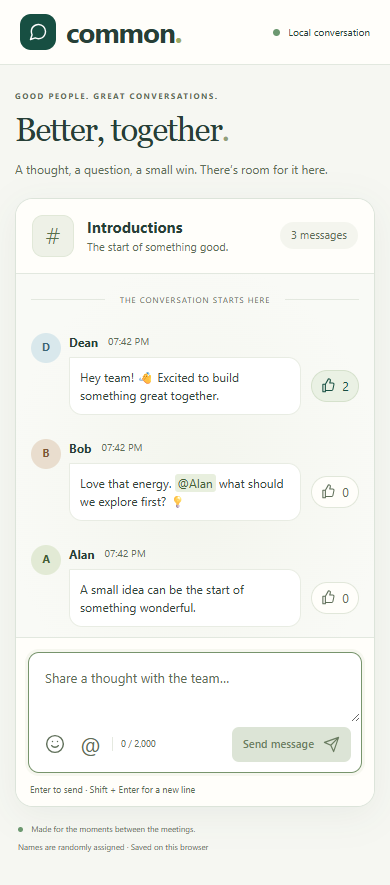 common.
Local conversation
GOOD PEOPLE. GREAT CONVERSATIONS.
Better, together.
A thought, a question, a small win. There's room for it here.
#
Introductions
The start of something good.
3 messages
THE CONVERSATION STARTS HERE
D
Dean 07:42 PM
Hey team! 👋 Excited to build
something great together.
2
B
Bob 07:42 PM
Love that energy. @Alan what should
we explore first? 💡
0
A
Alan 07:42 PM
A small idea can be the start of
something wonderful.
0
Share a thought with the team...
@
0 / 2,000
Send message
Enter to send · Shift + Enter for a new line
Made for the moments between the meetings.
Names are randomly assigned · Saved on this browser